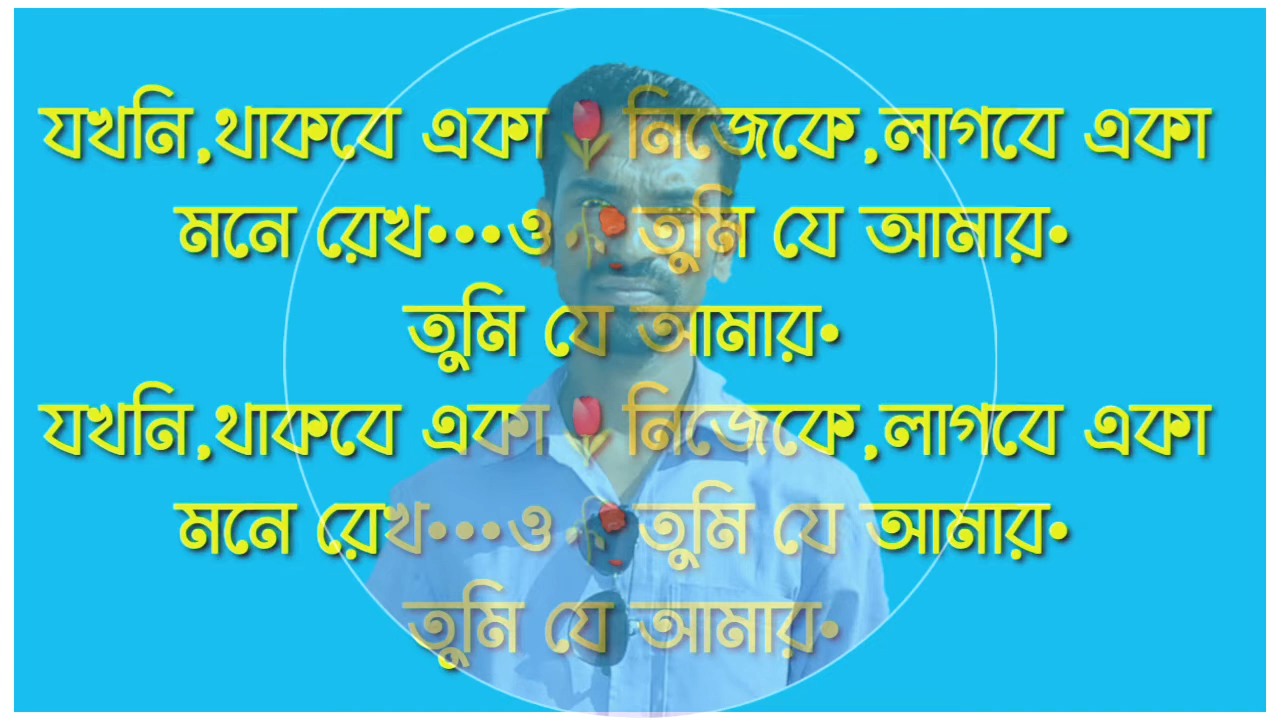 যখনি,থাকবে একা🌷 নিজেকে,লাগবে একা
মনে রেখ•••ও🥀 তুমি যে আমার•
তুমি যে আমার•
যখনি,থাকবে একা🌷 নিজেকে,লাগবে একা
মনে রেখ•••ও🥀 তুমি যে আমার•
তুমি যে আমার•